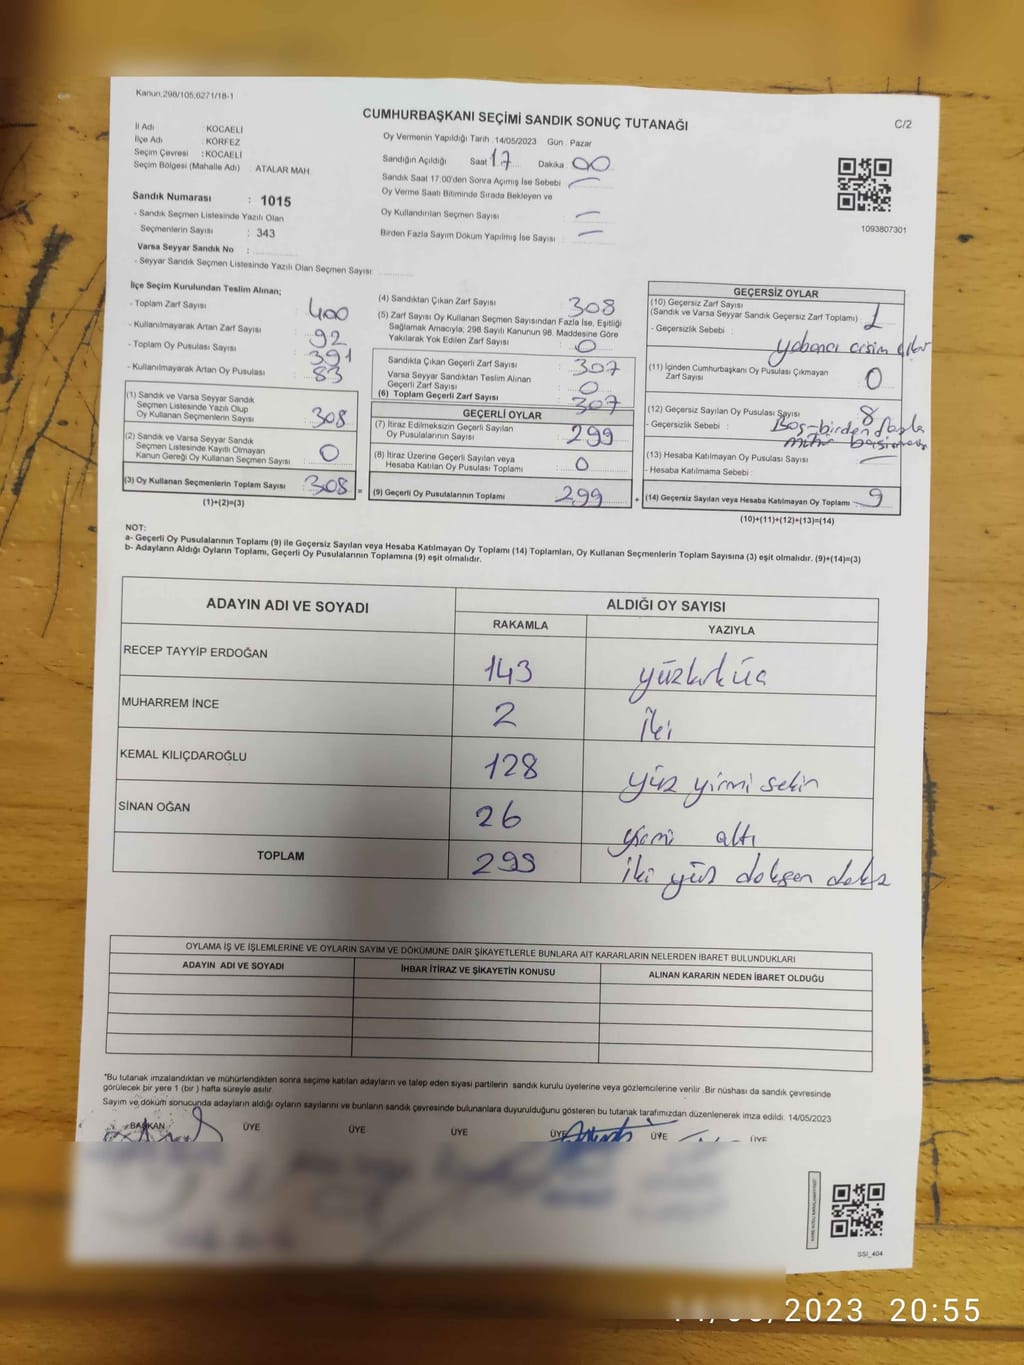 Kanun,298/105,6271/18-1
CUMHURBAŞKANI SEÇİMİ SANDIK SONUÇ TUTANAĞI
C/2
İl Adı KOCAELİ
İlçe Adı : KÖRFEZ
Seçim Çevresi :KOCAELİ
Seçim Bölgesi (Mahalle Adı) : ATALAR MAH.
Oy Vermenin Yapıldığı Tarih :14/05/2023 Gün : Pazar
Sandığın Açıldığı Saat 17 Dakika : 00
Sandık Saat 17.00'den Sonra Açımış İse Sebebi
Oy Verme Saati Bitiminde Sırada Bekleyen ve
Oy Kullandırılan Seçmen Sayısı :
Birden Fazla Sayım Döküm Yapılmış İse Sayısı :
1093807301
Sandık Numarası : 1015
- Sandık Seçmen Listesinde Yazılı Olan
Seçmenlerin Sayısı : 343
Varsa Seyyar Sandık No :
- Seyyar Sandık Seçmen Listesinde Yazılı Olan Seçmen Sayısı:
İlçe Seçim Kurulundan Teslim Alınan;
- Toplam Zarf Sayısı : 400
- Kullanılmayarak Artan Zarf Sayısı : 92
- Toplam Oy Pusulası Sayısı : 391
- Kullanılmayarak Artan Oy Pusulası : 83
(1) Sandık ve Varsa Seyyar Sandık
Seçmen Listesinde Yazılı Olup
Oy Kullanan Seçmenlerin Sayısı : 308
(2) Sandık ve Varsa Seyyar Sandık
Seçmen Listesinde Kayıtlı Olmayan
Kanun Gereği Oy Kullanan Seçmen Sayısı : 0
(3) Oy Kullanan Seçmenlerin Toplam Sayısı : 308
(1)+(2)=(3)
(4) Sandıktan Çıkan Zarf Sayısı 308
(5) Zarf Sayısı Oy Kullanan Seçmen Sayısından Fazla İse, Eşitliği
Sağlamak Amacıyla; 298 Sayılı Kanunun 98. Maddesine Göre
Yakılarak Yok Edilen Zarf Sayısı : 0
Sandıkta Çıkan Geçerli Zarf Sayısı : 307
Varsa Seyyar Sandıktan Teslim Alınan
Geçerli Zarf Sayısı : 0
(6) Toplam Geçerli Zarf Sayısı : 307
GEÇERLİ OYLAR
(7) İtiraz Edilmeksizin Geçerli Sayılan
Oy Pusulalarının Sayısı : 299
(8) İtiraz Üzerine Geçerli Sayılan veya
Hesaba Katılan Oy Pusulası Toplamı : 0
(9) Geçerli Oy Pusulalarının Toplamı : 299
GEÇERSİZ OYLAR
(10) Geçersiz Zarf Sayısı
(Sandık ve Varsa Seyyar Sandık Geçersiz Zarf Toplamı) : 1
- Geçersizlik Sebebi : yabancı cisim
(11) İçinden Cumhurbaşkanı Oy Pusulası Çıkmayan
Zarf Sayısı : 0
(12) Geçersiz Sayılan Oy Pusulası Sayısı 8
- Geçersizlik Sebebi : Boş-birden fazla
mühür
(13) Hesaba Katılmayan Oy Pusulası Sayısı
- Hesaba Katılmama Sebebi :
(14) Geçersiz Sayılan veya Hesaba Katılmayan Oy Toplamı : 9
(10)+(11)+(12)+(13)=(14)
NOT:
a- Geçerli Oy Pusulalarının Toplamı (9) ile Geçersiz Sayılan veya Hesaba Katılmayan Oy Toplamı (14) Toplamları, Oy Kullanan Seçmenlerin Toplam Sayısına (3) eşit olmalıdır. (9)+(14)=(3)
b- Adayların Aldığı Oyların Toplamı, Geçerli Oy Pusulalarının Toplamına (9) eşit olmalıdır.
ADAYIN ADI VE SOYADI ALDIĞI OY SAYISI
RAKAMLA YAZIYLA
RECEP TAYYİP ERDOĞAN 143 yüzkırküç
MUHARREM İNCE 2 iki
KEMAL KILIÇDAROĞLU 128 yüz yirmi sekiz
SİNAN OĞAN 26 yirmi altı
TOPLAM 299 iki yüz doksan dokuz
OYLAMA İŞ VE İŞLEMLERİNE VE OYLARIN SAYIM VE DÖKÜMÜNE DAİR ŞİKAYETLERLE BUNLARA AİT KARARLARIN NELERDEN İBARET BULUNDUKLARI
ADAYIN ADI VE SOYADI İHBAR İTİRAZ VE ŞİKAYETİN KONUSU ALINAN KARARIN NEDEN İBARET OLDUĞU
*Bu tutanak imzalandıktan ve mühürlendikten sonra seçime katılan adayların ve talep eden siyasi partilerin sandık kurulu üyelerine veya gözlemcilerine verilir .Bir nüshası da sandık çevresinde
görülecek bir yere 1 (bir ) hafta süreyle asılır.
Sayım ve döküm sonucunda adayların aldığı oyların sayılarını ve bunların sandık çevresinde bulunanlara duyurulduğunu gösteren bu tutanak tarafımızdan düzenlenerek imza edildi. 14/05/2023
BAŞKAN ÜYE ÜYE ÜYE ÜYE ÜYE ÜYE
SSI_404
14/05/2023 20:55